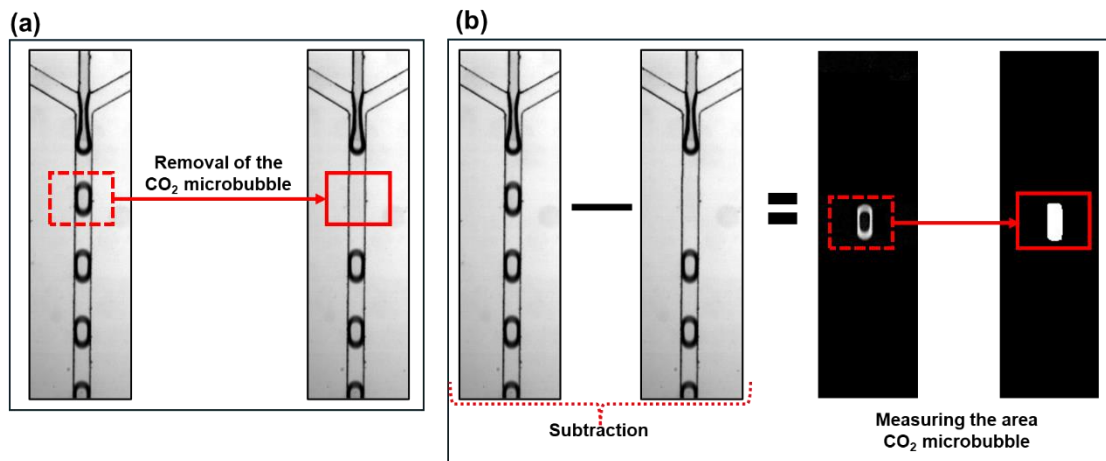 (a)
Removal of the
CO₂ microbubble
(b)
Subtraction
Measuring the area
CO₂ microbubble